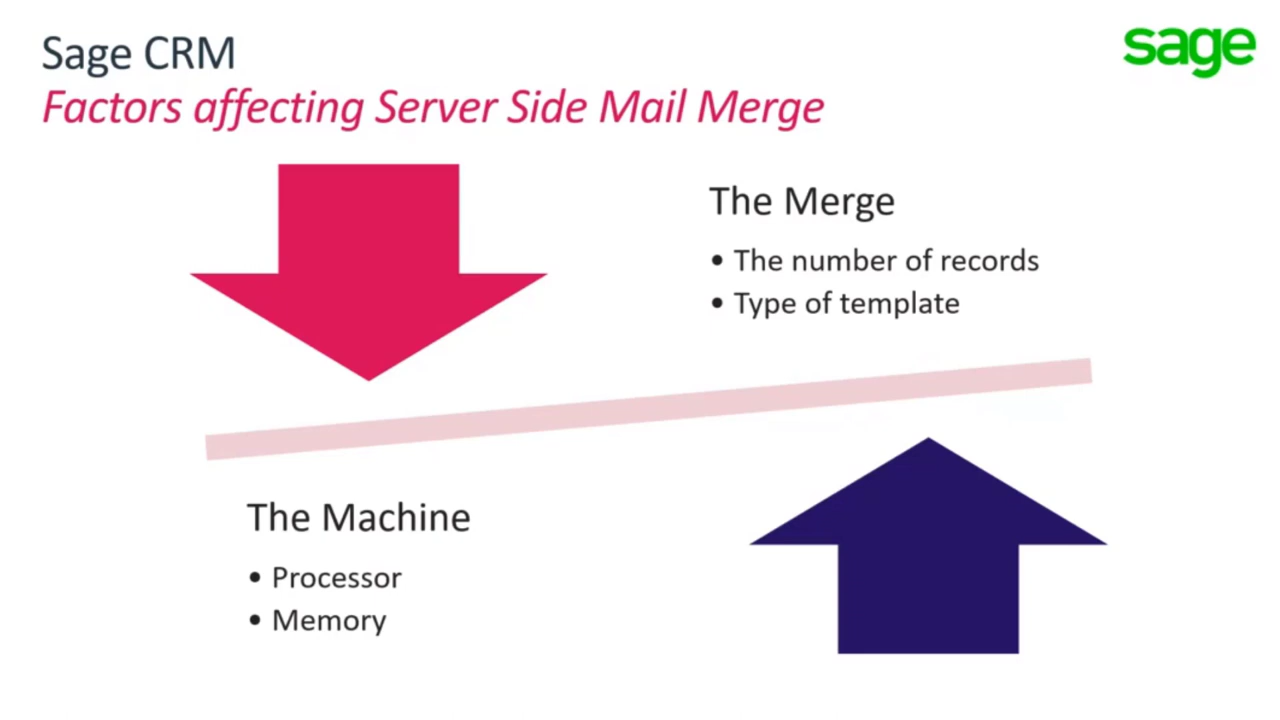 Sage CRM
sage
Factors affecting Server Side Mail Merge
The Merge
• The number of records
• Type of template
The Machine
• Processor
• Memory